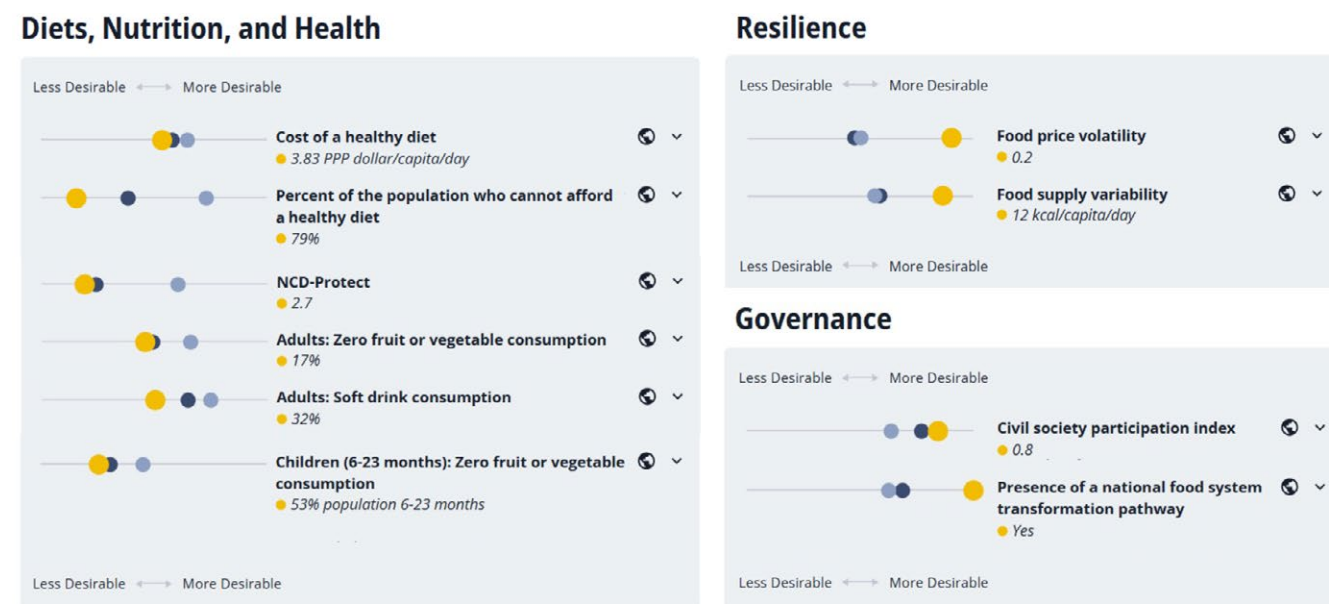 Diets, Nutrition, and Health
Less Desirable More Desirable
Cost of a healthy diet
3.83 PPP dollar/capita/day
Percent of the population who cannot afford
a healthy diet
79%
NCD-Protect
2.7
Adults: Zero fruit or vegetable consumption
17%
Adults: Soft drink consumption
32%
Children (6-23 months): Zero fruit or vegetable
consumption
53% population 6-23 months
Less Desirable More Desirable
Resilience
Less Desirable More Desirable
Food price volatility
0.2
Food supply variability
12 kcal/capita/day
Less Desirable More Desirable
Governance
Less Desirable More Desirable
Civil society participation index
0.8
Presence of a national food system
transformation pathway
Yes
Less Desirable More Desirable